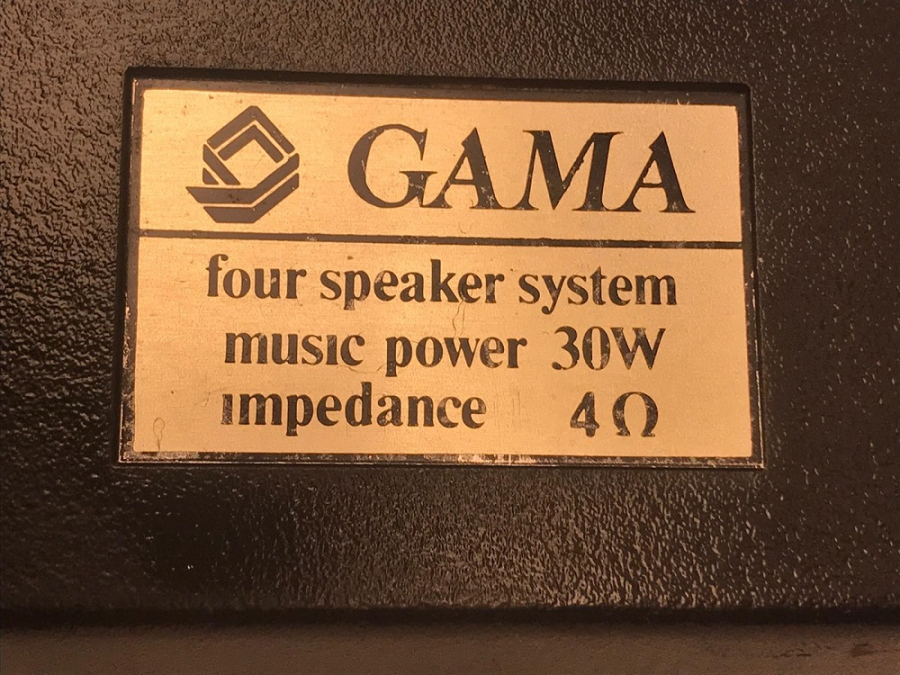 GAMA
four speaker system
music power 30W
impedance 4Ω